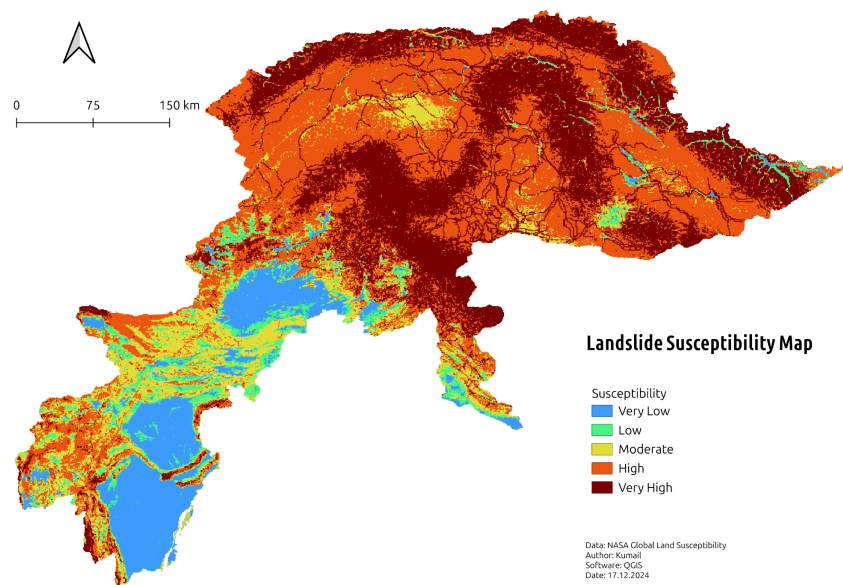 0 75 150 km
Landslide Susceptibility Map
Susceptibility
Very Low
Low
Moderate
High
Very High
Data: NASA Global Land Susceptibility
Author: Kumail
Software: QGIS
Date: 17.12.2024